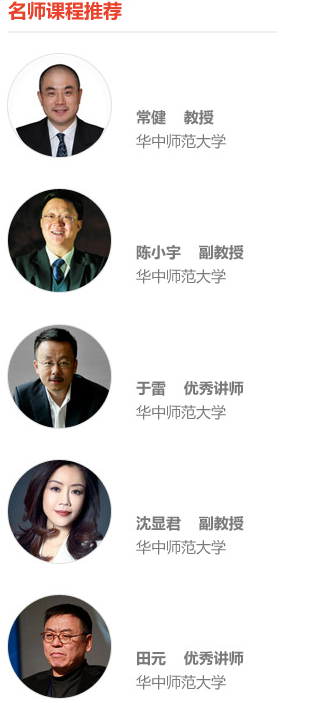 名师课程推荐
常健 教授
华中师范大学
陈小宇 副教授
华中师范大学
于雷 优秀讲师
华中师范大学
沈显君 副教授
华中师范大学
田元 优秀讲师
华中师范大学